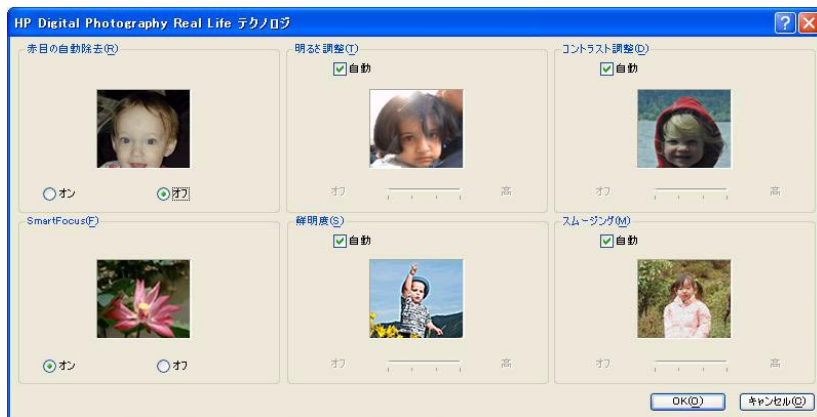 HP Digital Photography Real Life テクノロジ
赤目の自動除去(R)
オン
オフ
明るさ調整(T)
自動
オフ
高
コントラスト調整(D)
自動
オフ
高
SmartFocus(F)
オン
オフ
鮮明度(S)
自動
オフ
高
スムージング(M)
自動
オフ
高
OK(O)
キャンセル(C)